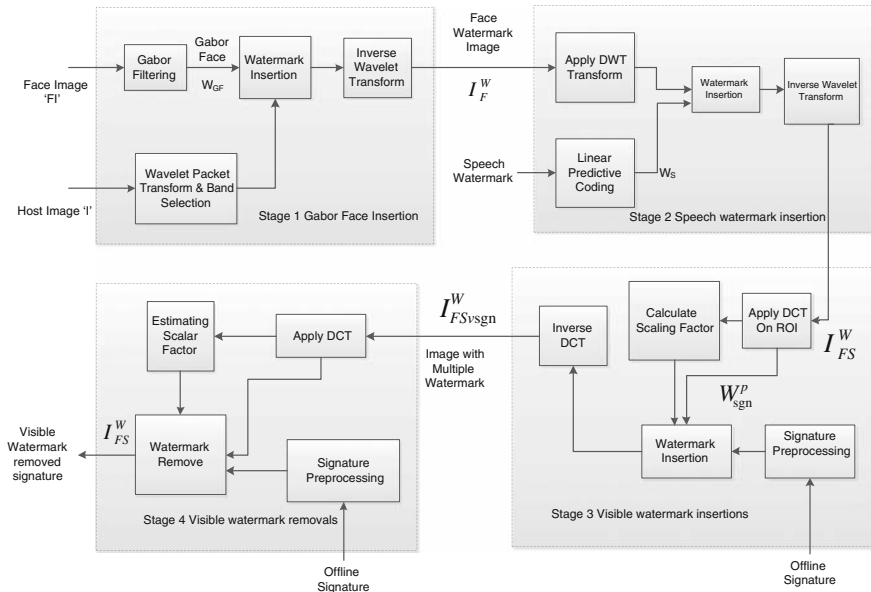 Face Image
'FI'
Gabor
Filtering
Gabor
Face
W_GF
Watermark
Insertion
Inverse
Wavelet
Transform
Wavelet Packet
Transform & Band
Selection
Host Image 'I'
Stage 1 Gabor Face Insertion
Face
Watermark
Image
I_F^W
Apply DWT
Transform
Watermark
Insertion
Inverse Wavelet
Transform
Speech
Watermark
Linear
Predictive
Coding
W_S
Stage 2 Speech watermark insertion
Estimating
Scalar
Factor
Apply DCT
I_FS^W
Watermark
Remove
Visible
Watermark
removed
signature
Signature
Preprocessing
Stage 4 Visible watermark removals
Offline
Signature
I_FSvsgn^W
Image with
Multiple
Watermark
Inverse
DCT
Calculate
Scaling Factor
Apply DCT
On ROI
I_FS^W
W_sgn^p
Watermark
Insertion
Signature
Preprocessing
Stage 3 Visible watermark insertions
Offline
Signature